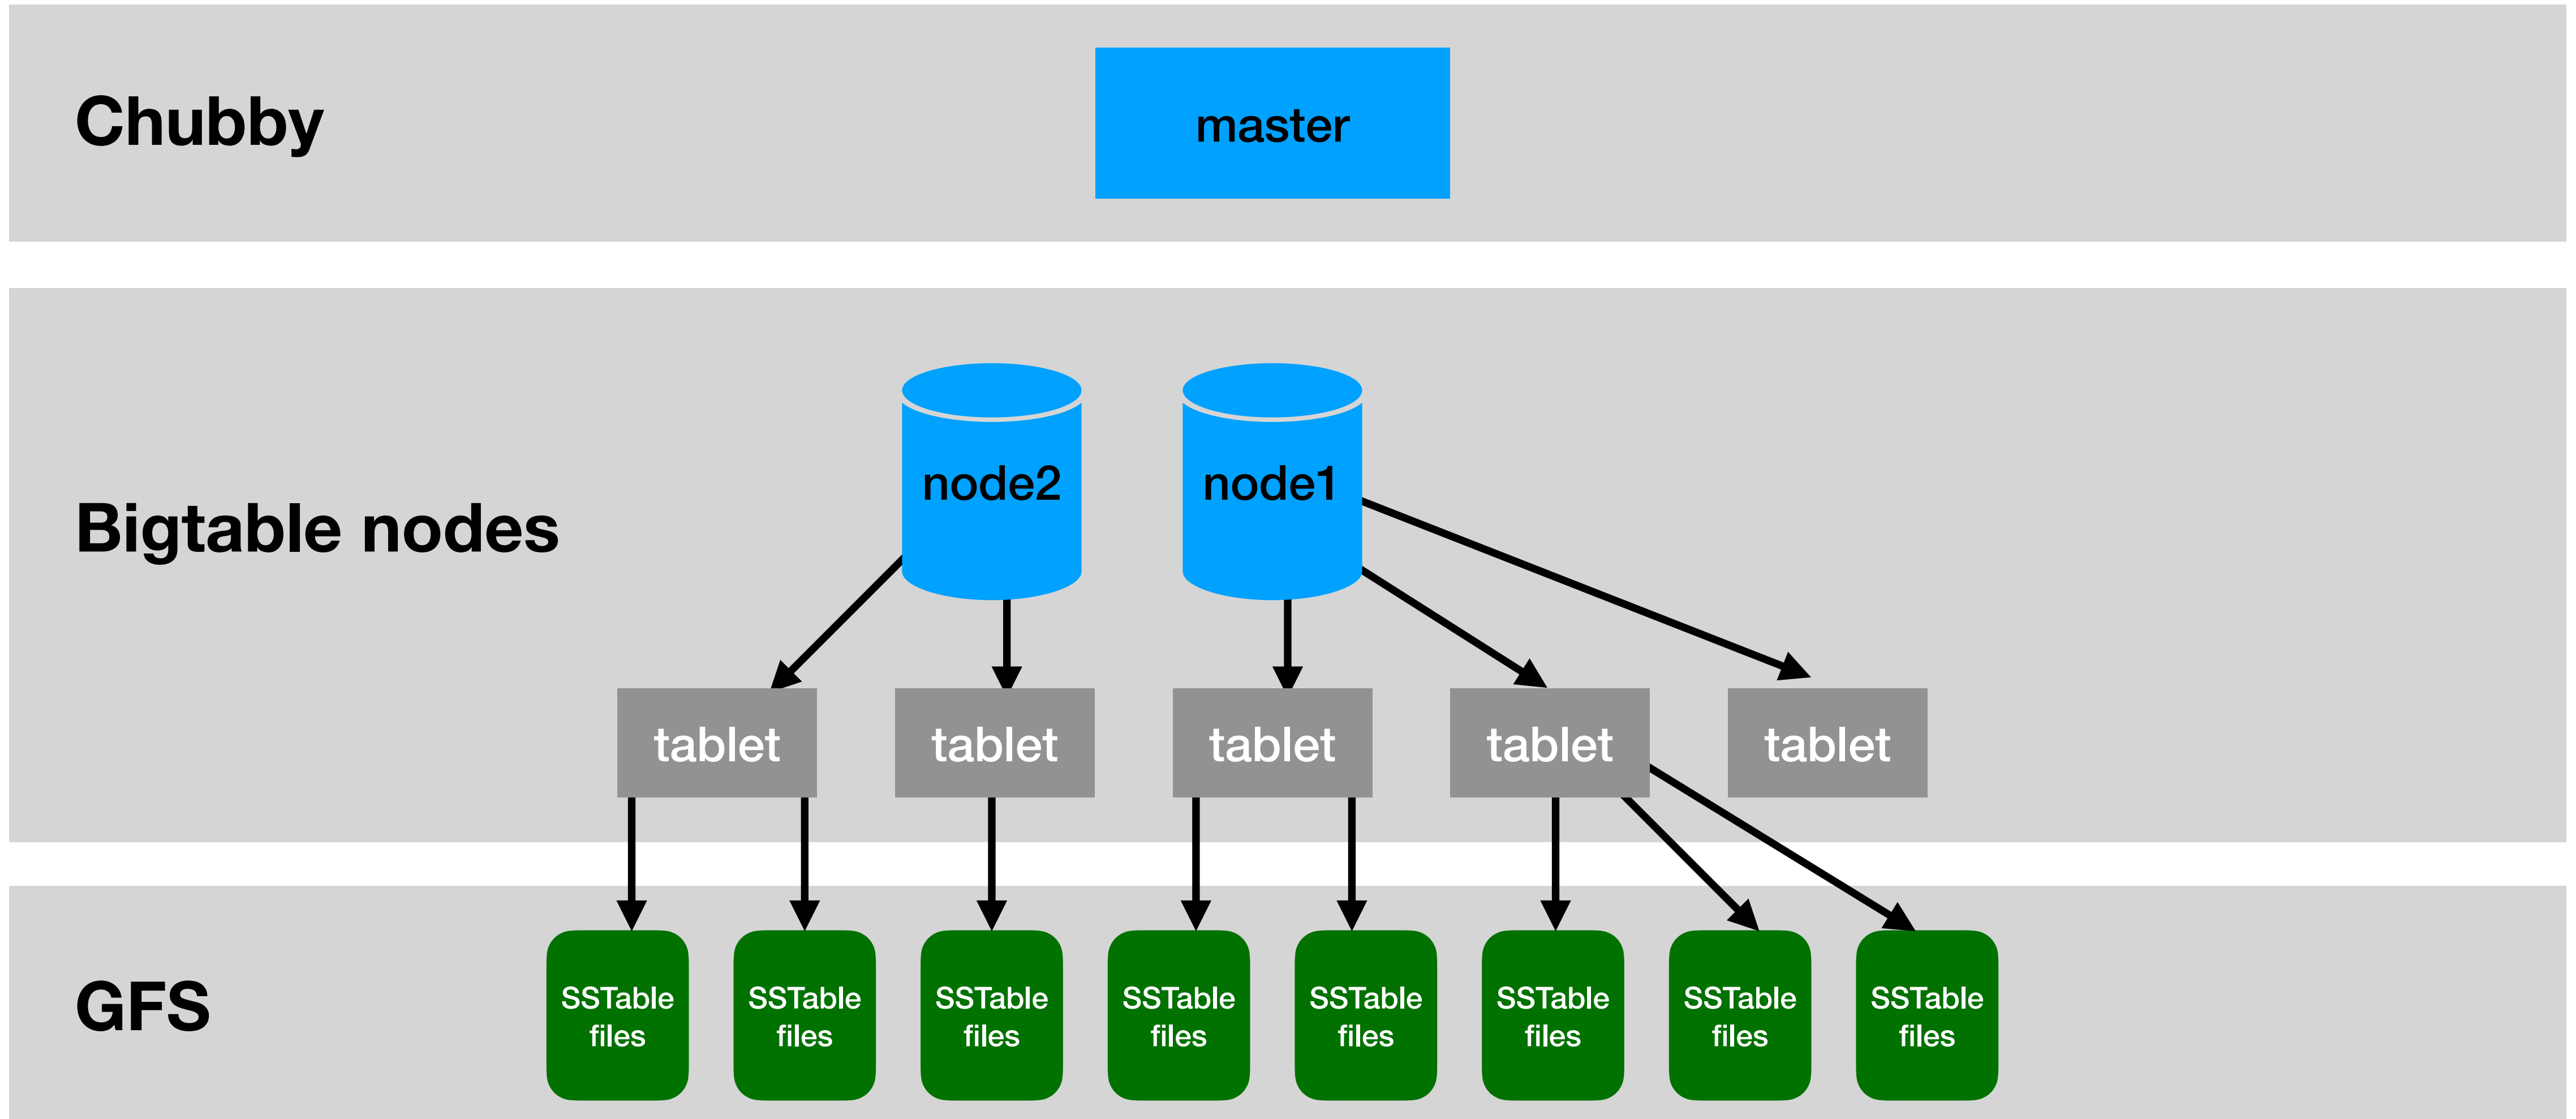 Chubby
master
Bigtable nodes
node2
node1
tablet
tablet
tablet
tablet
tablet
GFS
SSTable
files
SSTable
files
SSTable
files
SSTable
files
SSTable
files
SSTable
files
SSTable
files
SSTable
files